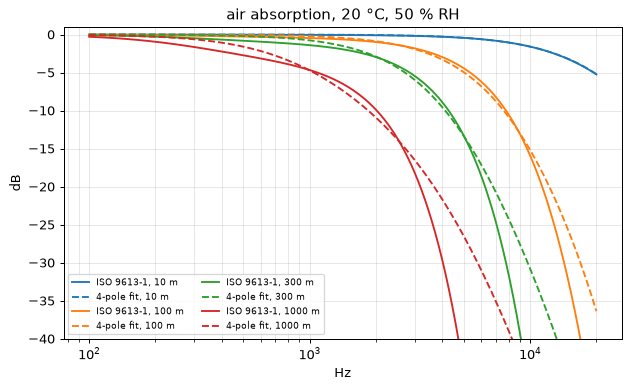 air absorption, 20 °C, 50 % RH
dB
0
−5
−10
−15
−20
−25
−30
−35
−40
ISO 9613-1, 10 m
4-pole fit, 10 m
ISO 9613-1, 100 m
4-pole fit, 100 m
ISO 9613-1, 300 m
4-pole fit, 300 m
ISO 9613-1, 1000 m
4-pole fit, 1000 m
10²
10³
10⁴
Hz